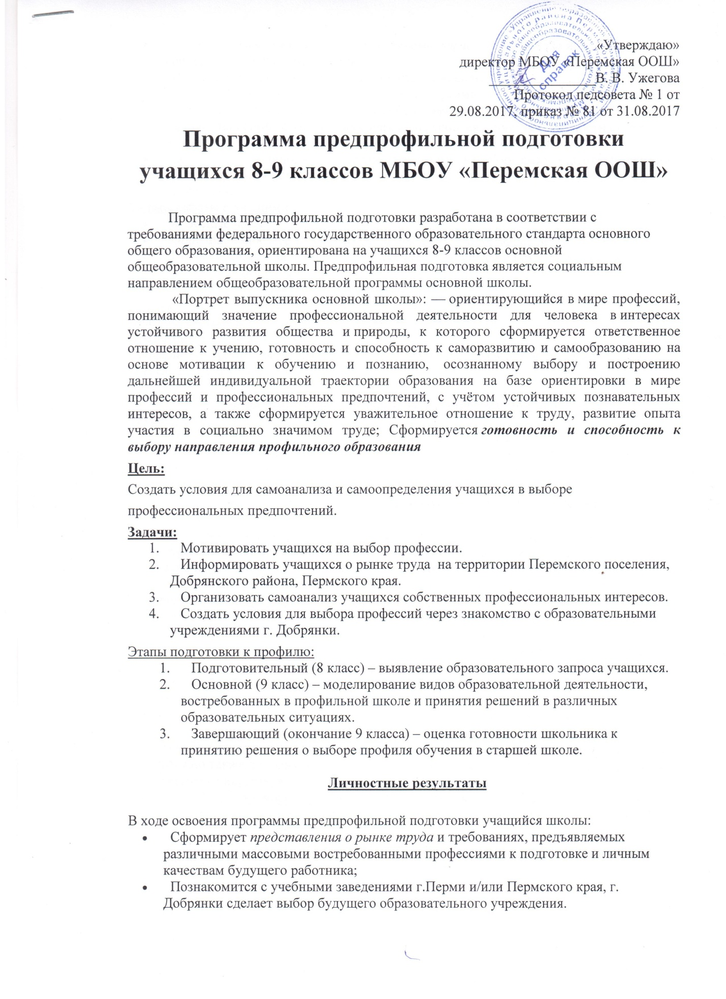 «Утверждаю»
директор МБОУ «Перемская ООШ»
_______________В. В. Ужегова
Протокол педсовета № 1 от
29.08.2017, приказ № 81 от 31.08.2017
Для
справок
Программа предпрофильной подготовки
учащихся 8-9 классов МБОУ «Перемская ООШ»
Программа предпрофильной подготовки разработана в соответствии с
требованиями федерального государственного образовательного стандарта основного
общего образования, ориентирована на учащихся 8-9 классов основной
общеобразовательной школы. Предпрофильная подготовка является социальным
направлением общеобразовательной программы основной школы.
«Портрет выпускника основной школы»: — ориентирующийся в мире профессий,
понимающий значение профессиональной деятельности для человека в интересах
устойчивого развития общества и природы, к которого сформируется ответственное
отношение к учению, готовность и способность к саморазвитию и самообразованию на
основе мотивации к обучению и познанию, осознанному выбору и построению
дальнейшей индивидуальной траектории образования на базе ориентировки в мире
профессий и профессиональных предпочтений, с учётом устойчивых познавательных
интересов, а также сформируется уважительное отношение к труду, развитие опыта
участия в социально значимом труде; Сформируется готовность и способность к
выбору направления профильного образования
Цель:
Создать условия для самоанализа и самоопределения учащихся в выборе
профессиональных предпочтений.
Задачи:
1. Мотивировать учащихся на выбор профессии.
2. Информировать учащихся о рынке труда на территории Перемского поселения,
Добрянского района, Пермского края.
3. Организовать самоанализ учащихся собственных профессиональных интересов.
4. Создать условия для выбора профессий через знакомство с образовательными
учреждениями г. Добрянки.
Этапы подготовки к профилю:
1. Подготовительный (8 класс) – выявление образовательного запроса учащихся.
2. Основной (9 класс) – моделирование видов образовательной деятельности,
востребованных в профильной школе и принятия решений в различных
образовательных ситуациях.
3. Завершающий (окончание 9 класса) – оценка готовности школьника к
принятию решения о выборе профиля обучения в старшей школе.
Личностные результаты
В ходе освоения программы предпрофильной подготовки учащийся школы:
• Сформирует представления о рынке труда и требованиях, предъявляемых
различными массовыми востребованными профессиями к подготовке и личным
качествам будущего работника;
• Познакомится с учебными заведениями г.Перми и/или Пермского края, г.
Добрянки сделает выбор будущего образовательного учреждения.